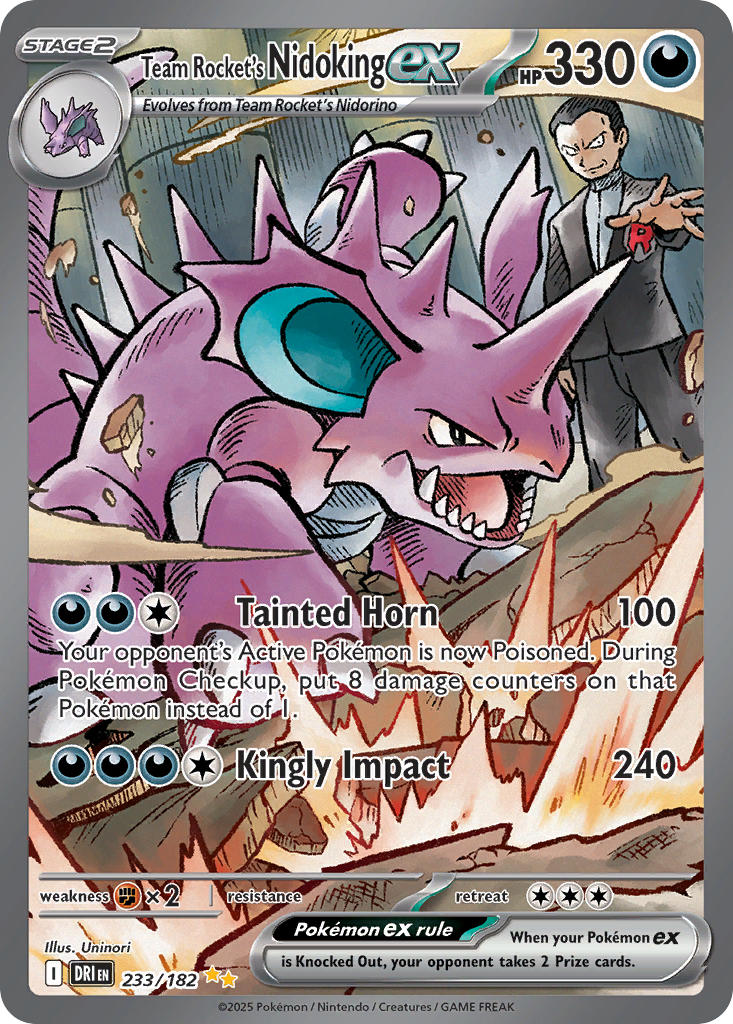 STAGE2
Team Rocket's Nidoking ex
HP 330
Evolves from Team Rocket's Nidorino
R
Tainted Horn 100
Your opponent's Active Pokémon is now Poisoned. During
Pokémon Checkup, put 8 damage counters on that
Pokémon instead of 1.
Kingly Impact 240
weakness ×2 resistance retreat
Pokémon ex rule When your Pokémon ex
is Knocked Out, your opponent takes 2 Prize cards.
Illus. Uninori
I DRI EN 233/182
©2025 Pokémon / Nintendo / Creatures / GAME FREAK